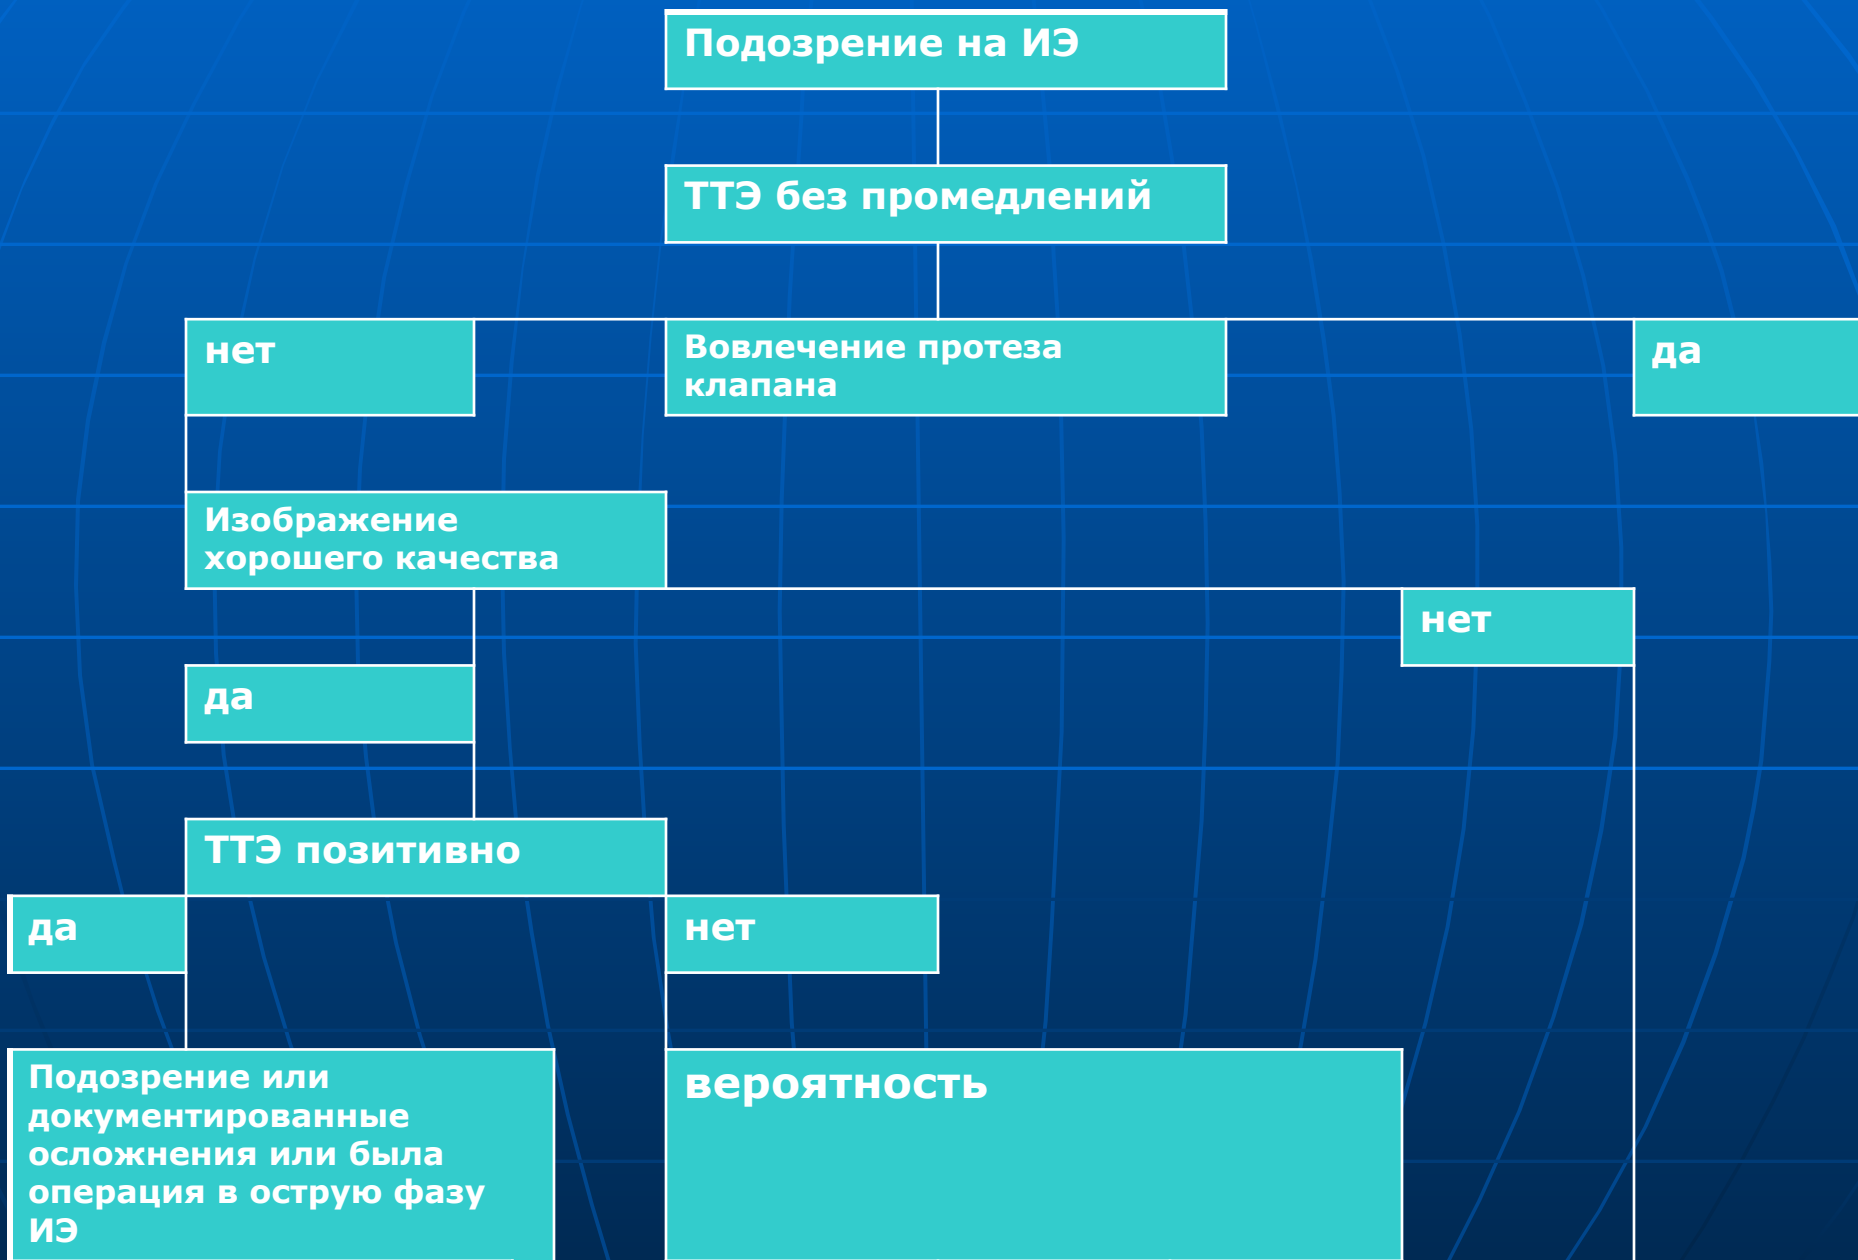 Подозрение на ИЭ
ТТЭ без промедлений
нет
Вовлечение протеза
клапана
да
Изображение
хорошего качества
нет
да
ТТЭ позитивно
да
нет
Подозрение или
документированные
осложнения или была
операция в острую фазу
ИЭ
вероятность